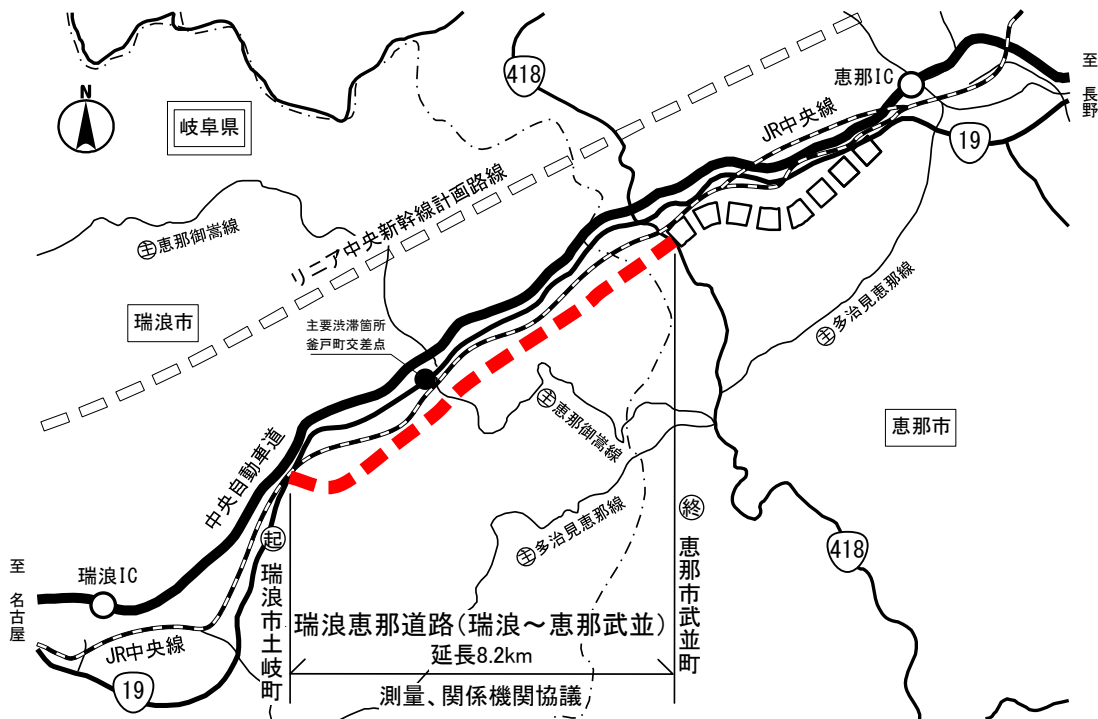 N
岐阜県
418
恵那IC
至 長野
JR中央線
19
リニア中央新幹線計画路線
主恵那御嵩線
瑞浪市
主要渋滞箇所
釜戸町交差点
主多治見恵那線
主恵那御嵩線
恵那市
中央自動車道
主多治見恵那線
終 恵那市武並町
418
起 瑞浪市土岐町
至 名古屋
瑞浪IC
瑞浪恵那道路(瑞浪~恵那武並)
延長8.2km
測量、関係機関協議
JR中央線
19